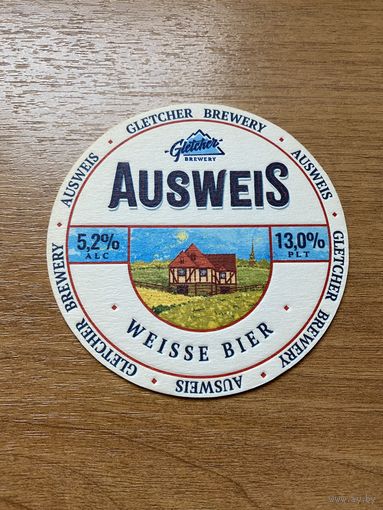 GLETCHER BREWERY · AUSWEIS · GLETCHER BREWERY · AUSWEIS · GLETCHER BREWERY · AUSWEIS ·
Gletcher
BREWERY
AUSWEIS
5,2%
ALC
13,0%
PLT
· WEISSE BIER ·